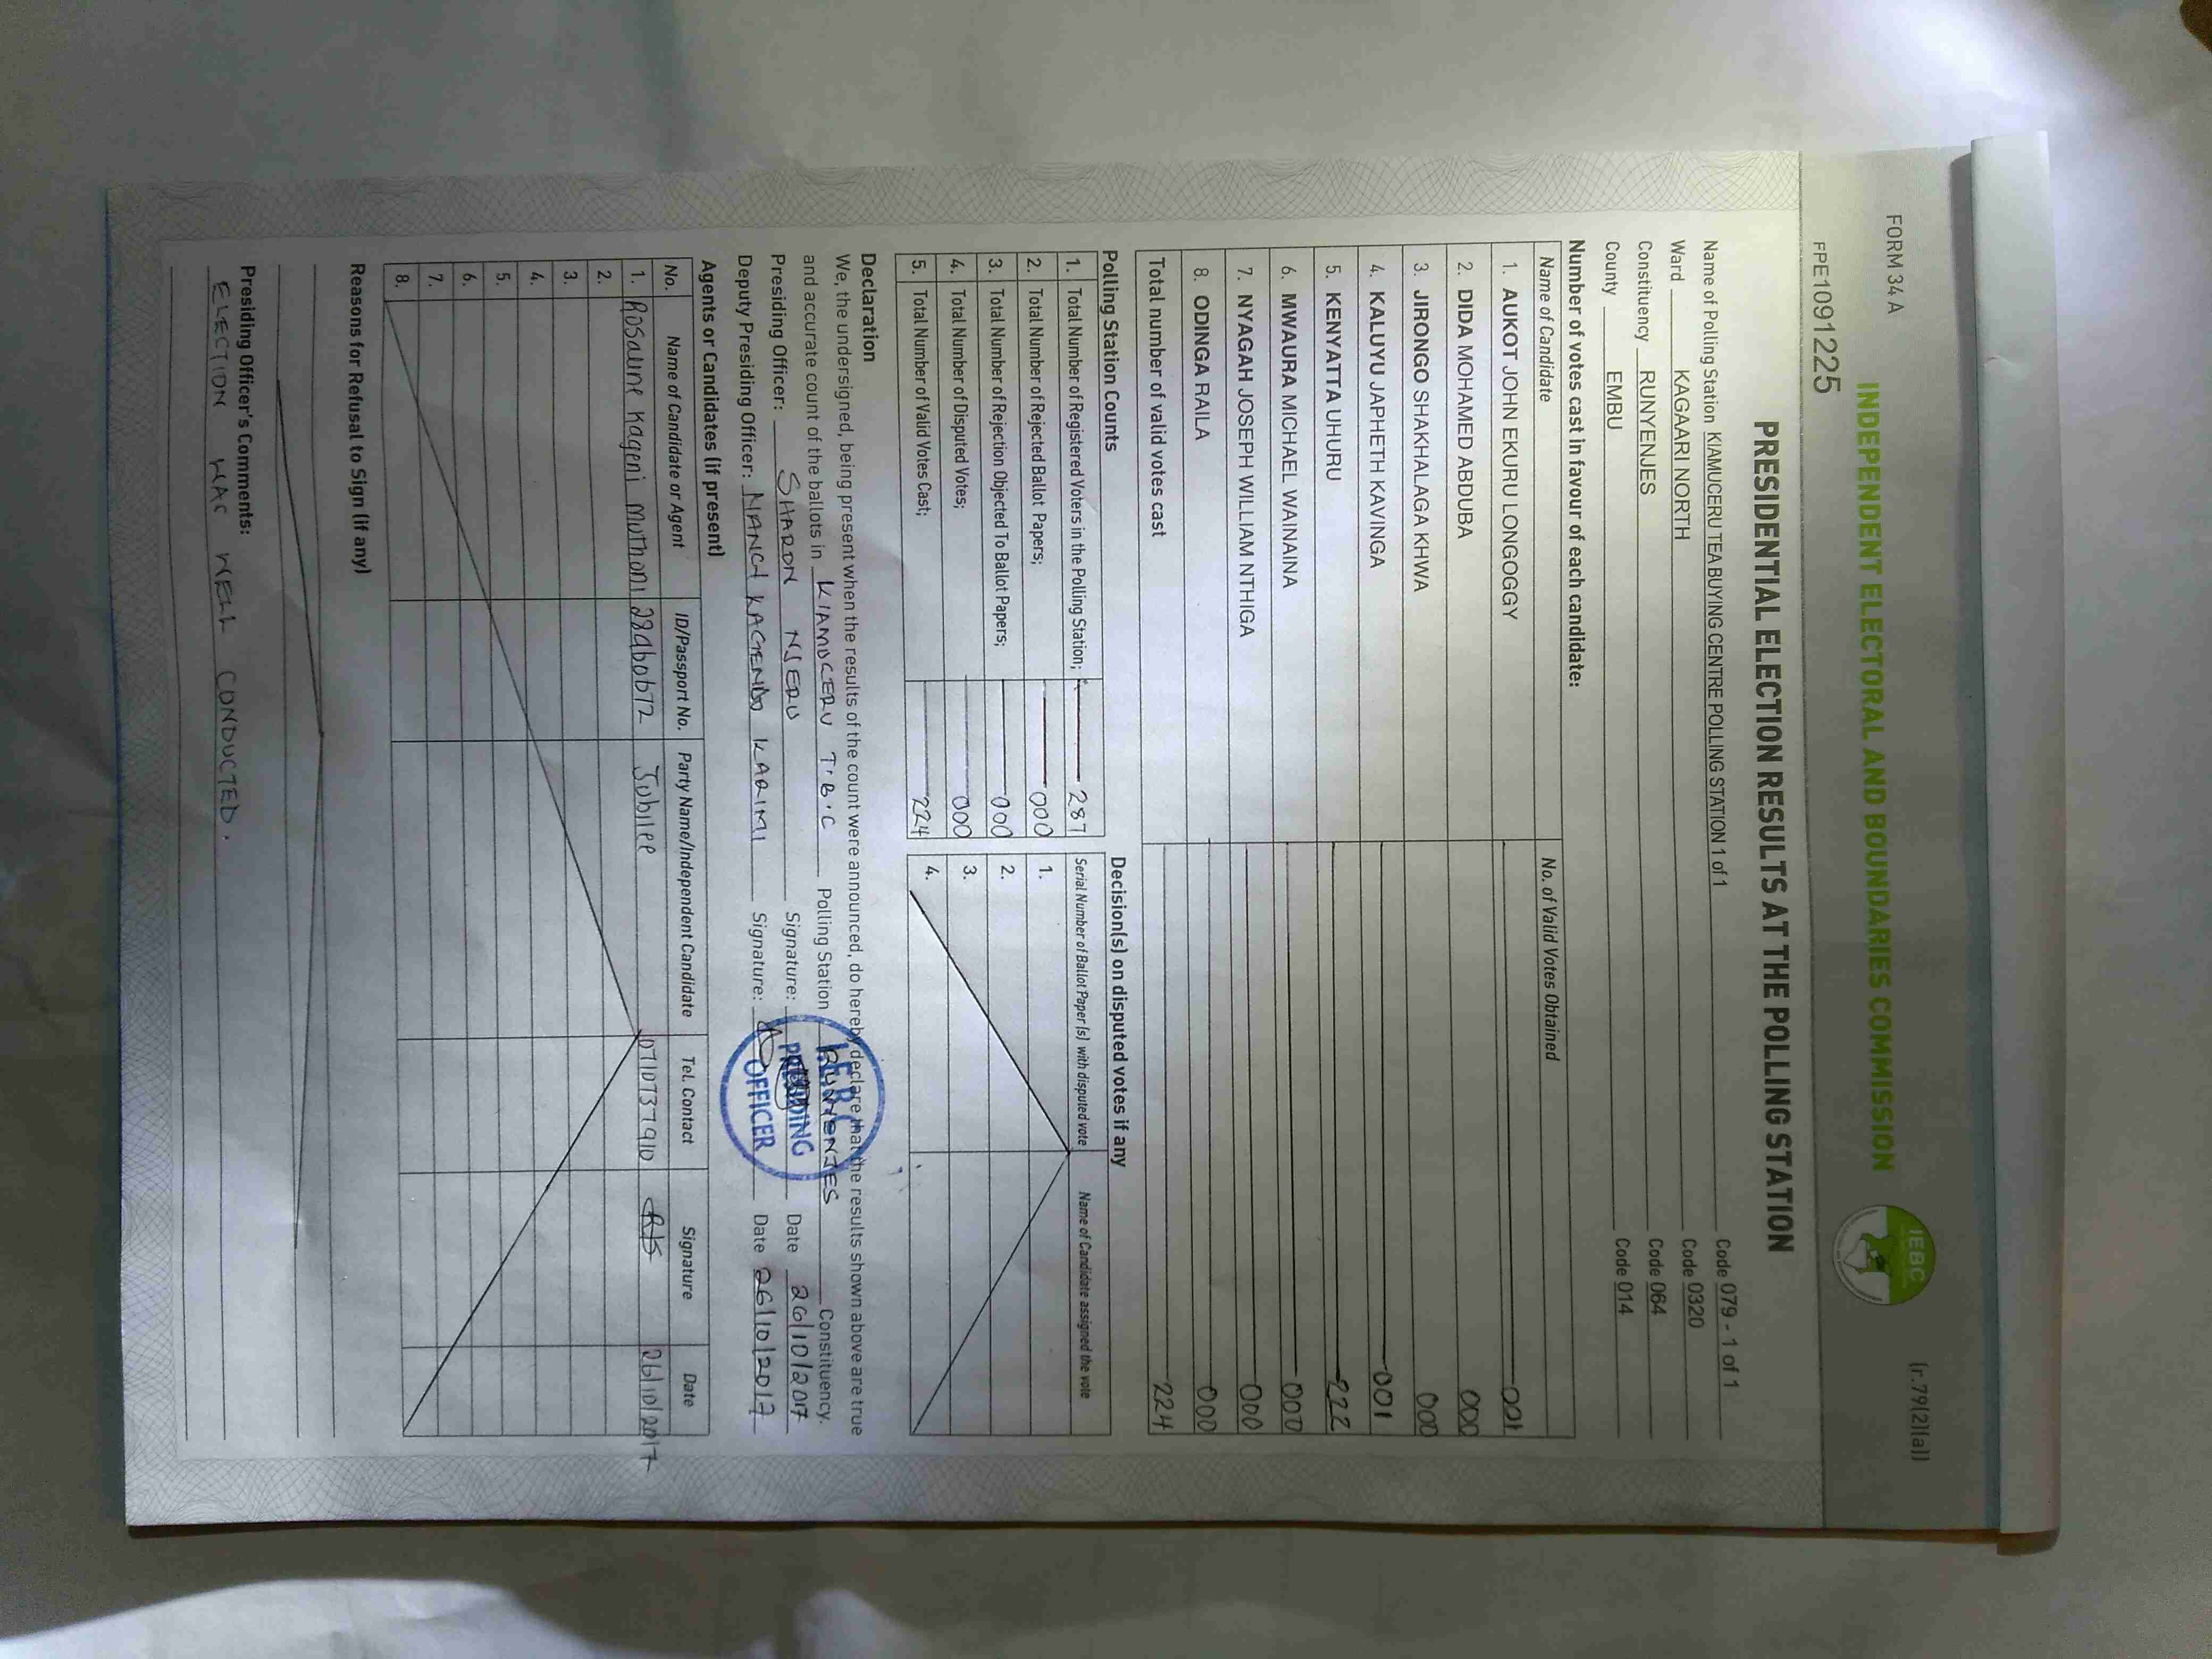 FORM 34 A
(r.79(2)(a))
INDEPENDENT ELECTORAL AND BOUNDARIES COMMISSION
IEBC
FPE1091225
PRESIDENTIAL ELECTION RESULTS AT THE POLLING STATION
Name of Polling Station KIAMUCERU TEA BUYING CENTRE POLLING STATION 1 of 1 Code 079 - 1 of 1
Ward KAGAARI NORTH Code 0320
Constituency RUNYENJES Code 064
County EMBU Code 014
Number of votes cast in favour of each candidate:
Name of Candidate No. of Valid Votes Obtained
1. AUKOT JOHN EKURU LONGOGGY 001
2. DIDA MOHAMED ABDUBA 000
3. JIRONGO SHAKHALAGA KHWA 000
4. KALUYU JAPHETH KAVINGA 001
5. KENYATTA UHURU 222
6. MWAURA MICHAEL WAINAINA 000
7. NYAGAH JOSEPH WILLIAM NTHIGA 000
8. ODINGA RAILA 000
Total number of valid votes cast 224
Polling Station Counts
1. Total Number of Registered Voters in the Polling Station; 287
2. Total Number of Rejected Ballot Papers; 000
3. Total Number of Rejection Objected To Ballot Papers; 000
4. Total Number of Disputed Votes; 000
5. Total Number of Valid Votes Cast; 224
Decision(s) on disputed votes if any
Serial Number of Ballot Paper (s) with disputed vote Name of Candidate assigned the vote
1.
2.
3.
4.
Declaration
We, the undersigned, being present when the results of the count were announced, do hereby declare that the results shown above are true
and accurate count of the ballots in KIAMUCERU T.B.C Polling Station RUNYENJES Constituency.
Presiding Officer: SHARON NJERU Signature: Date 26/10/2017
Deputy Presiding Officer: NANCY KAGENDO KARIMI Signature: Date 26/10/2017
I.E.B.C
PRESIDING
OFFICER
Agents or Candidates (if present)
No. Name of Candidate or Agent ID/Passport No. Party Name/Independent Candidate Tel. Contact Signature Date
1. Rosaline Kageni Muthoni Jubilee 0710737910 26/10/2017
2.
3.
4.
5.
6.
7.
8.
Reasons for Refusal to Sign (if any)
Presiding Officer's Comments:
ELECTION WAS WELL CONDUCTED.